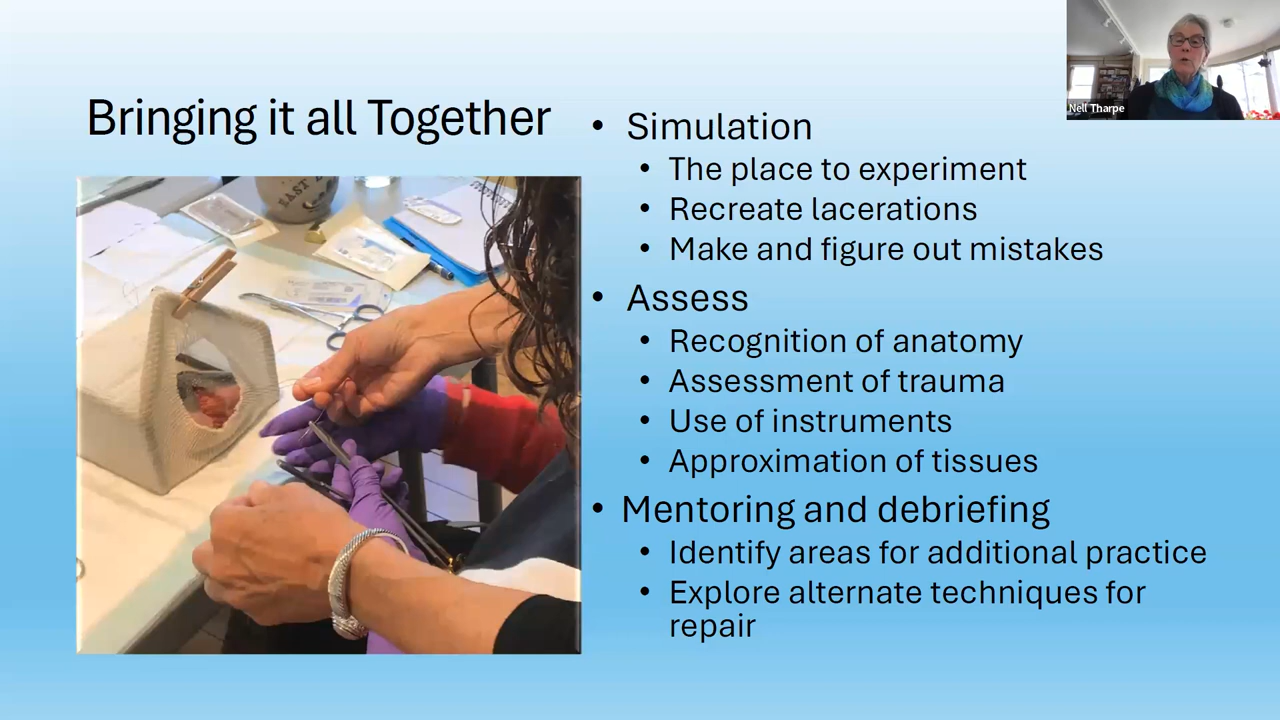 Bringing it all Together
• Simulation
• The place to experiment
• Recreate lacerations
• Make and figure out mistakes
• Assess
• Recognition of anatomy
• Assessment of trauma
• Use of instruments
• Approximation of tissues
• Mentoring and debriefing
• Identify areas for additional practice
• Explore alternate techniques for
repair
Nell Tharpe
EAST